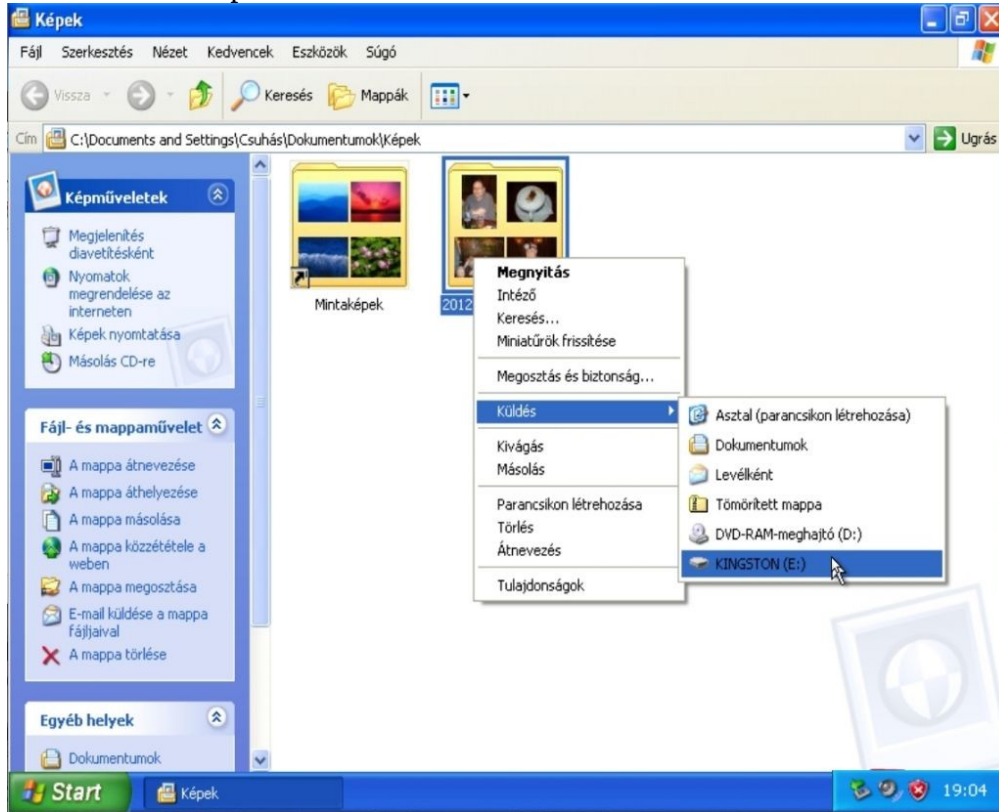 Képek
Fájl Szerkesztés Nézet Kedvencek Eszközök Súgó
Vissza Keresés Mappák
Cím C:\Documents and Settings\Csuhás\Dokumentumok\Képek Ugrás
Képműveletek
Megjelenítés
diavetítésként
Nyomatok
megrendelése az
interneten
Képek nyomtatása
Másolás CD-re
Fájl- és mappaművelet
A mappa átnevezése
A mappa áthelyezése
A mappa másolása
A mappa közzététele a
weben
A mappa megosztása
E-mail küldése a mappa
fájljaival
A mappa törlése
Egyéb helyek
Dokumentumok
Mintaképek
2012
Megnyitás
Intéző
Keresés...
Miniatűrök frissítése
Megosztás és biztonság...
Küldés
Kivágás
Másolás
Parancsikon létrehozása
Törlés
Átnevezés
Tulajdonságok
Asztal (parancsikon létrehozása)
Dokumentumok
Levélként
Tömörített mappa
DVD-RAM-meghajtó (D:)
KINGSTON (E:)
Start Képek 19:04